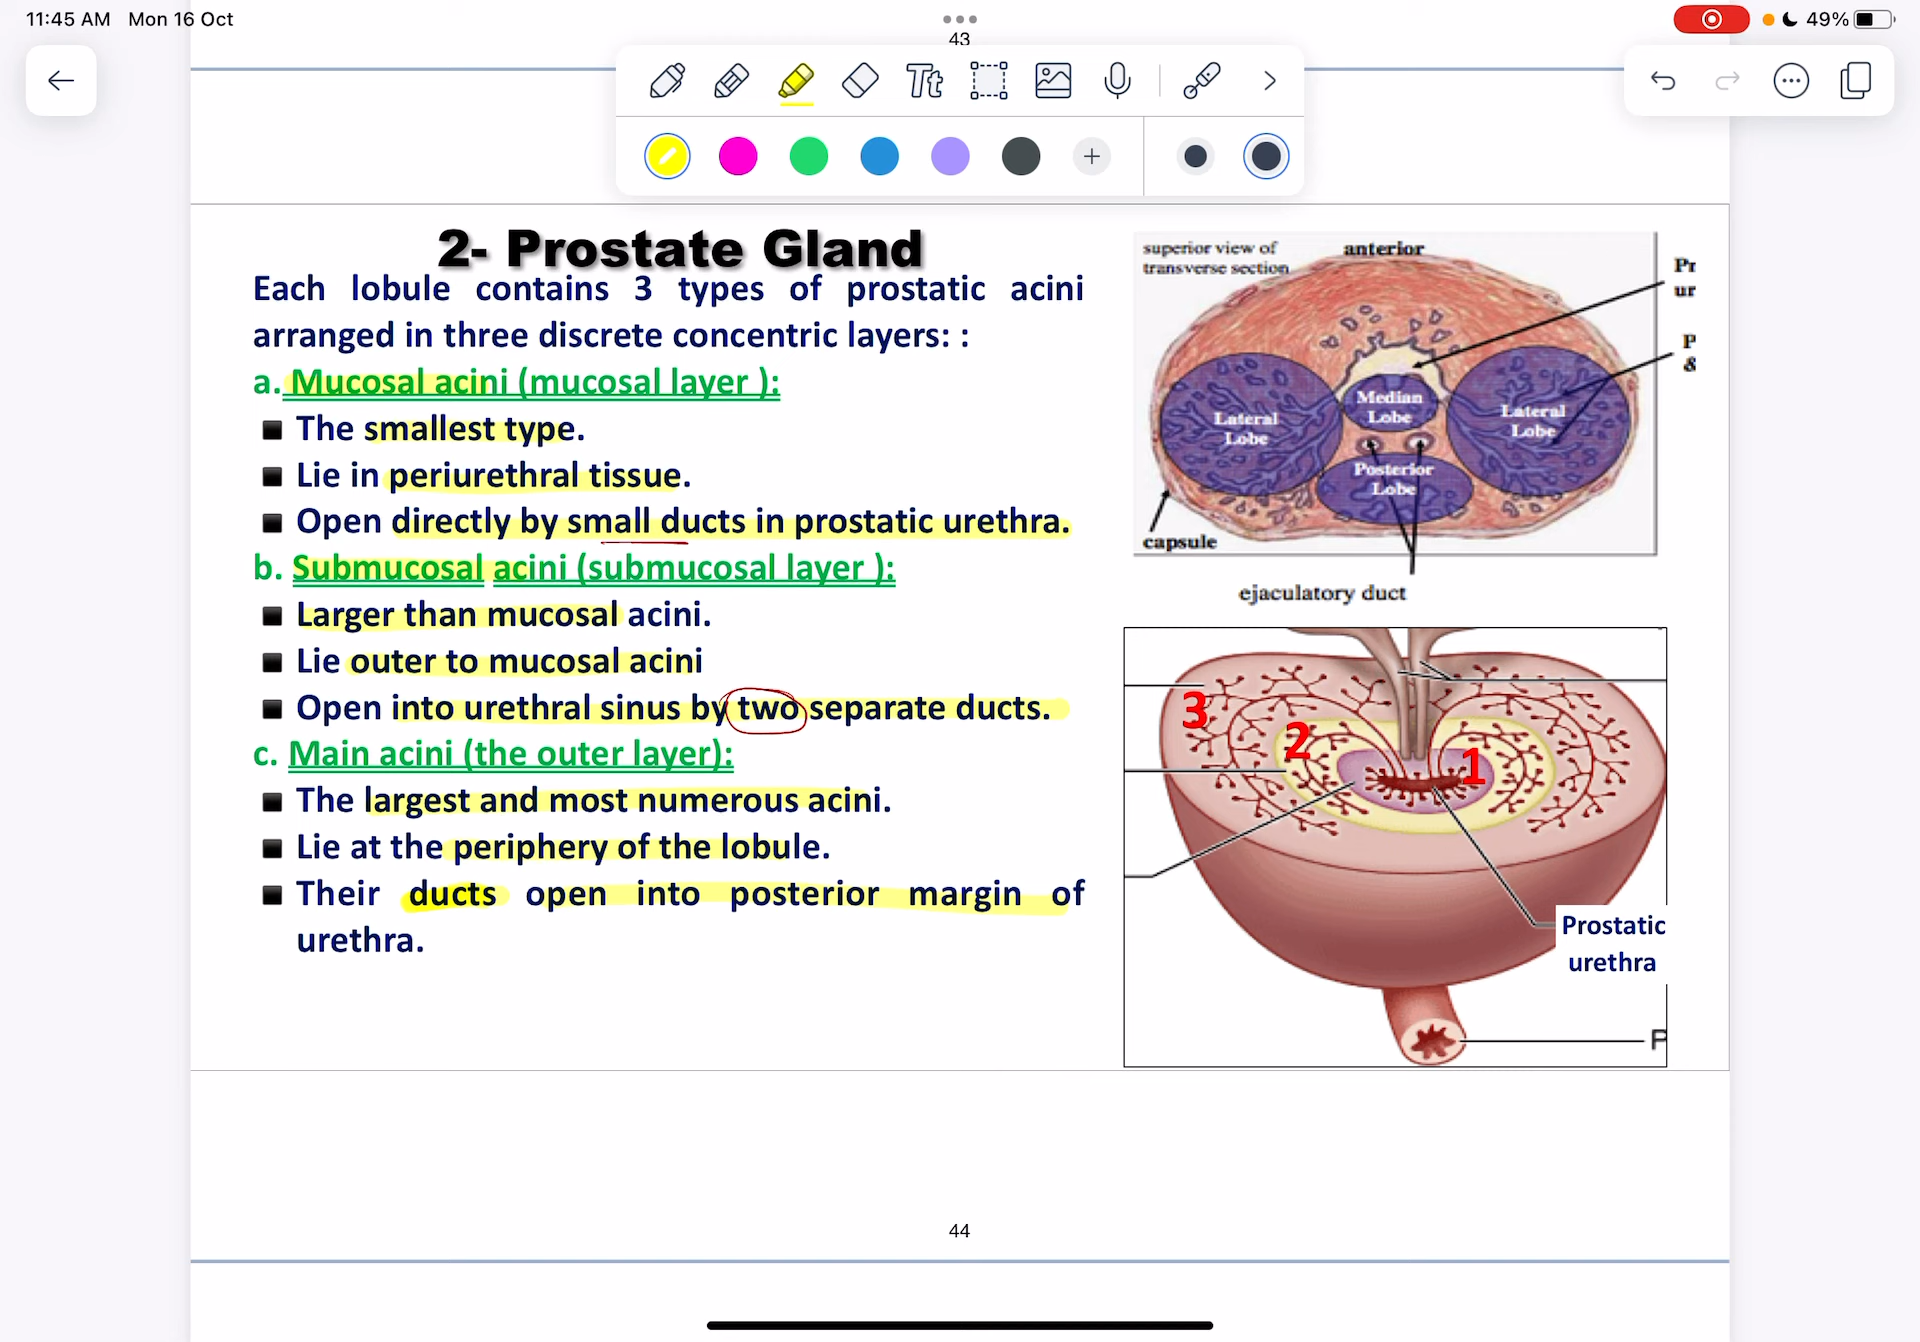 11:45 AM Mon 16 Oct
49%
43
Tt
2- Prostate Gland
Each lobule contains 3 types of prostatic acini
arranged in three discrete concentric layers: :
a. Mucosal acini (mucosal layer ):
The smallest type.
Lie in periurethral tissue.
Open directly by small ducts in prostatic urethra.
b. Submucosal acini (submucosal layer ):
Larger than mucosal acini.
Lie outer to mucosal acini
Open into urethral sinus by two separate ducts.
c. Main acini (the outer layer):
The largest and most numerous acini.
Lie at the periphery of the lobule.
Their ducts open into posterior margin of
urethra.
superior view of
transverse section
anterior
Pr
ur
P
&
Median
Lobe
Lateral
Lobe
Lateral
Lobe
Posterior
Lobe
capsule
ejaculatory duct
3
2
1
Prostatic
urethra
P
44